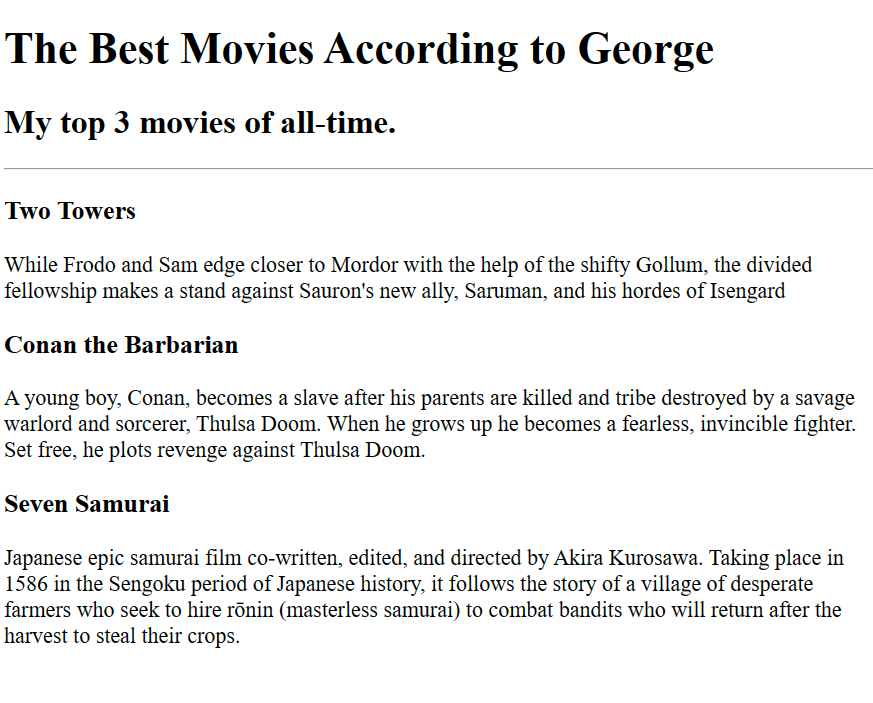 The Best Movies According to George
My top 3 movies of all-time.
Two Towers
While Frodo and Sam edge closer to Mordor with the help of the shifty Gollum, the divided
fellowship makes a stand against Sauron's new ally, Saruman, and his hordes of Isengard
Conan the Barbarian
A young boy, Conan, becomes a slave after his parents are killed and tribe destroyed by a savage
warlord and sorcerer, Thulsa Doom. When he grows up he becomes a fearless, invincible fighter.
Set free, he plots revenge against Thulsa Doom.
Seven Samurai
Japanese epic samurai film co-written, edited, and directed by Akira Kurosawa. Taking place in
1586 in the Sengoku period of Japanese history, it follows the story of a village of desperate
farmers who seek to hire rōnin (masterless samurai) to combat bandits who will return after the
harvest to steal their crops.